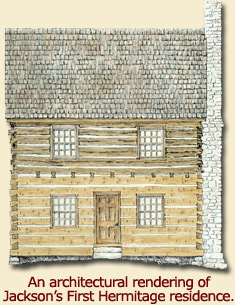 An architectural rendering of
Jackson's First Hermitage residence.